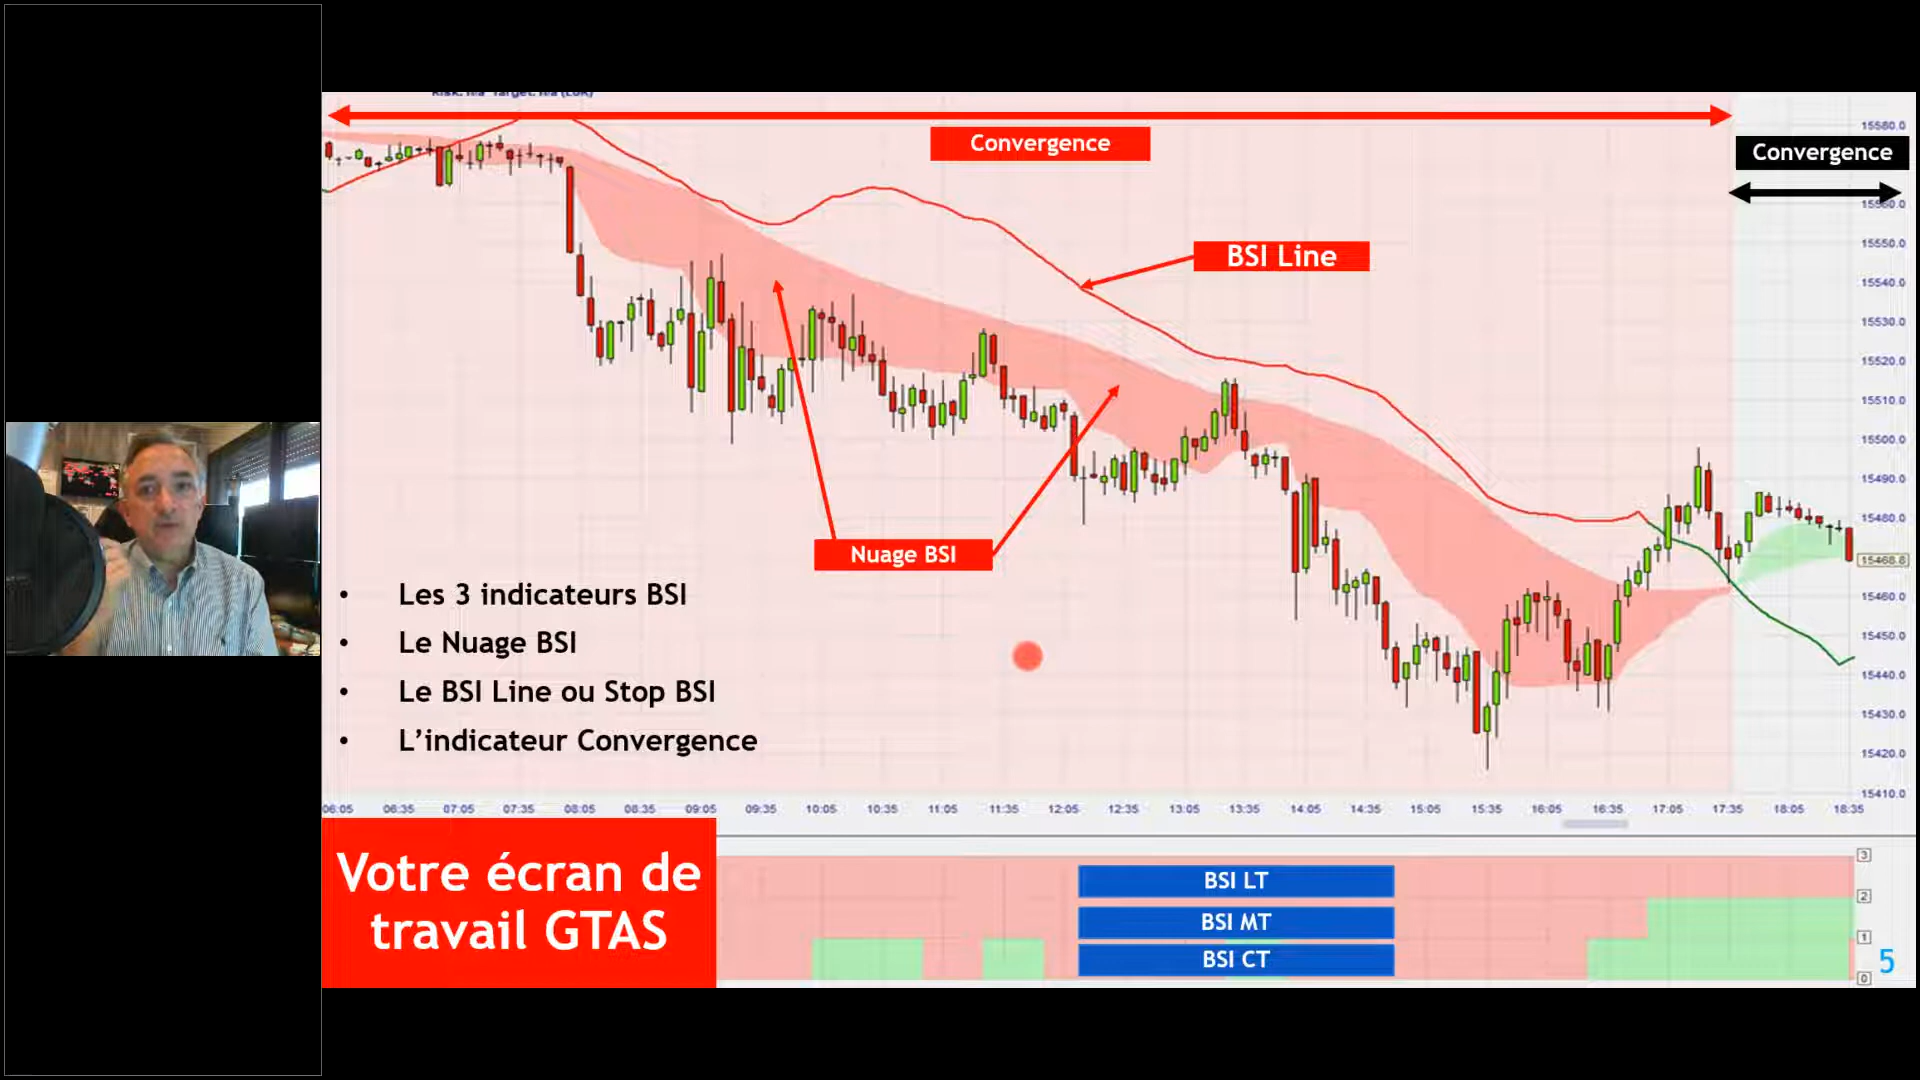 Risk: n/a Target: n/a (EUR)
Convergence
Convergence
BSI Line
Nuage BSI
• Les 3 indicateurs BSI
• Le Nuage BSI
• Le BSI Line ou Stop BSI
• L’indicateur Convergence
15580.0
15560.0
15550.0
15540.0
15530.0
15520.0
15510.0
15500.0
15490.0
15480.0
15468.8
15460.0
15450.0
15440.0
15430.0
15420.0
15410.0
06:05 06:35 07:05 07:35 08:05 08:35 09:05 09:35 10:05 10:35 11:05 11:35 12:05 12:35 13:05 13:35 14:05 14:35 15:05 15:35 16:05 16:35 17:05 17:35 18:05 18:35
Votre écran de
travail GTAS
BSI LT
BSI MT
BSI CT
3
2
1
0
5